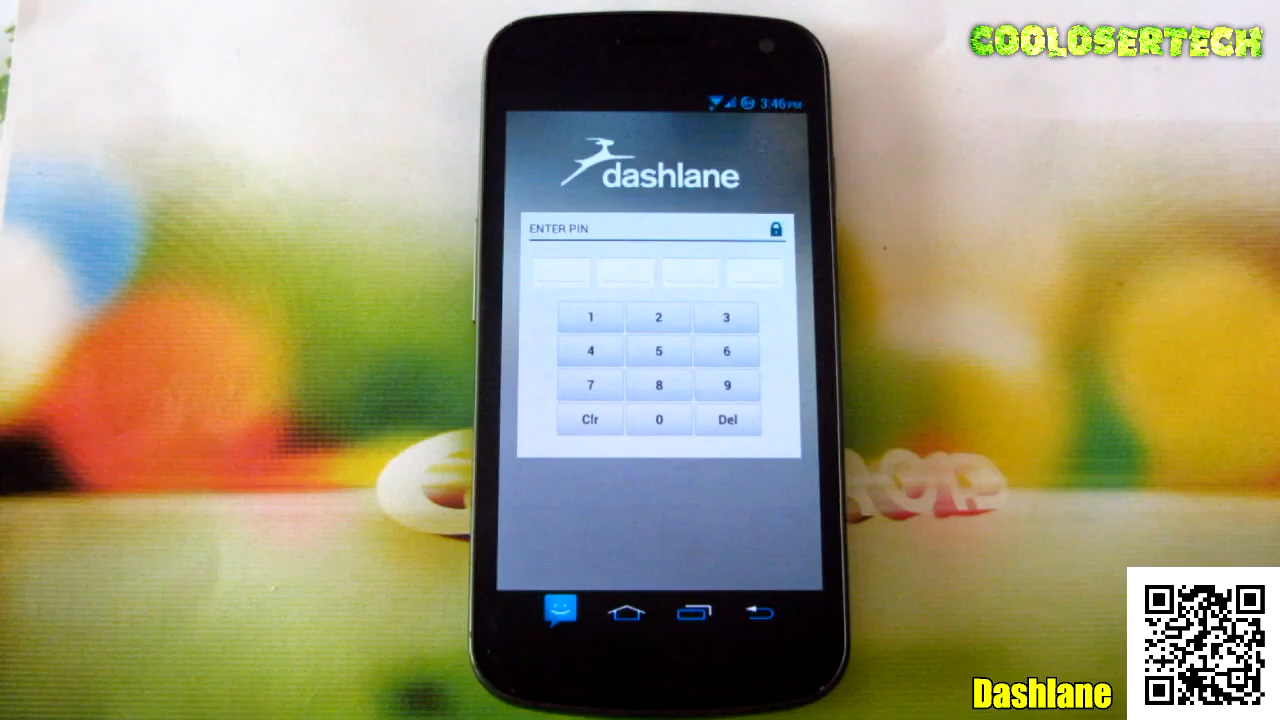 COOLOSERTECH
3:46 PM
dashlane
ENTER PIN
1 2 3
4 5 6
7 8 9
Clr 0 Del
Dashlane